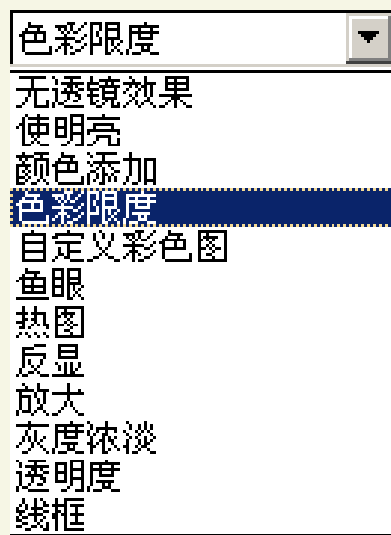 色彩限度
无透镜效果
使明亮
颜色添加
色彩限度
自定义彩色图
鱼眼
热图
反显
放大
灰度浓淡
透明度
线框